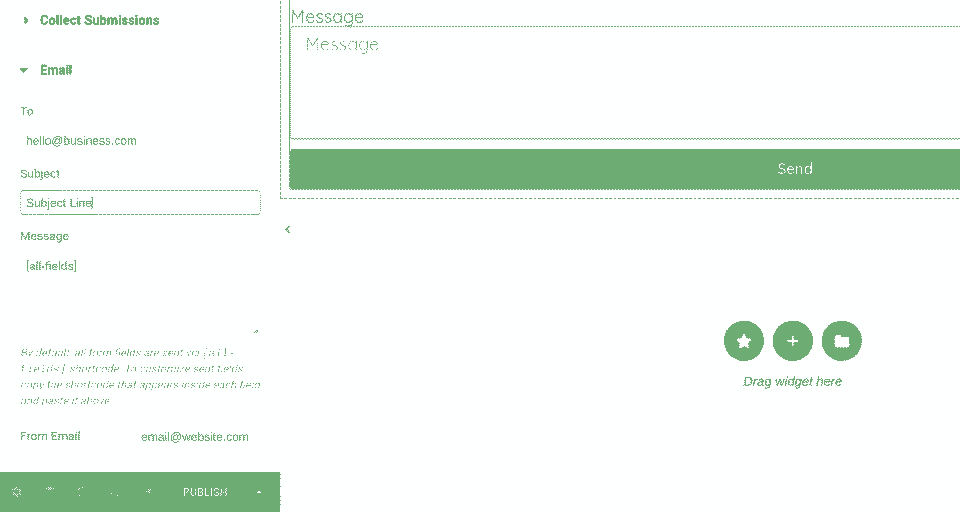 Collect Submissions
Email
To
hello@business.com
Subject
Subject Line
Message
[all-fields]
By default, all form fields are sent via [all-
fields] shortcode. To customize sent fields,
copy the shortcode that appears inside each field
and paste it above.
From Email
email@website.com
PUBLISH
Message
Message
Send
Drag widget here